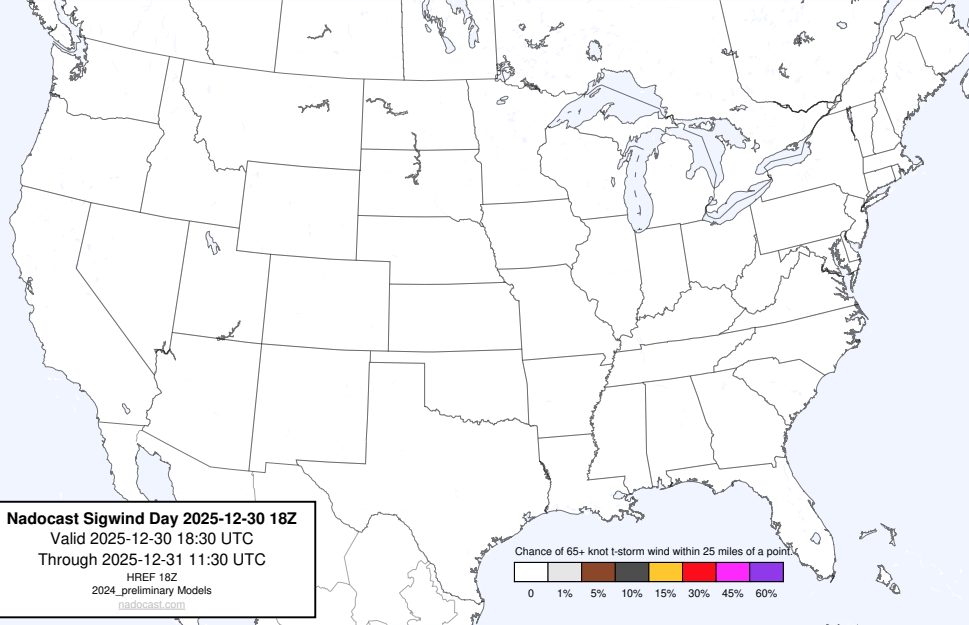 Nadocast Sigwind Day 2025-12-30 18Z
Valid 2025-12-30 18:30 UTC
Through 2025-12-31 11:30 UTC
HREF 18Z
2024_preliminary Models
nadocast.com
Chance of 65+ knot t-storm wind within 25 miles of a point.
0 1% 5% 10% 15% 30% 45% 60%